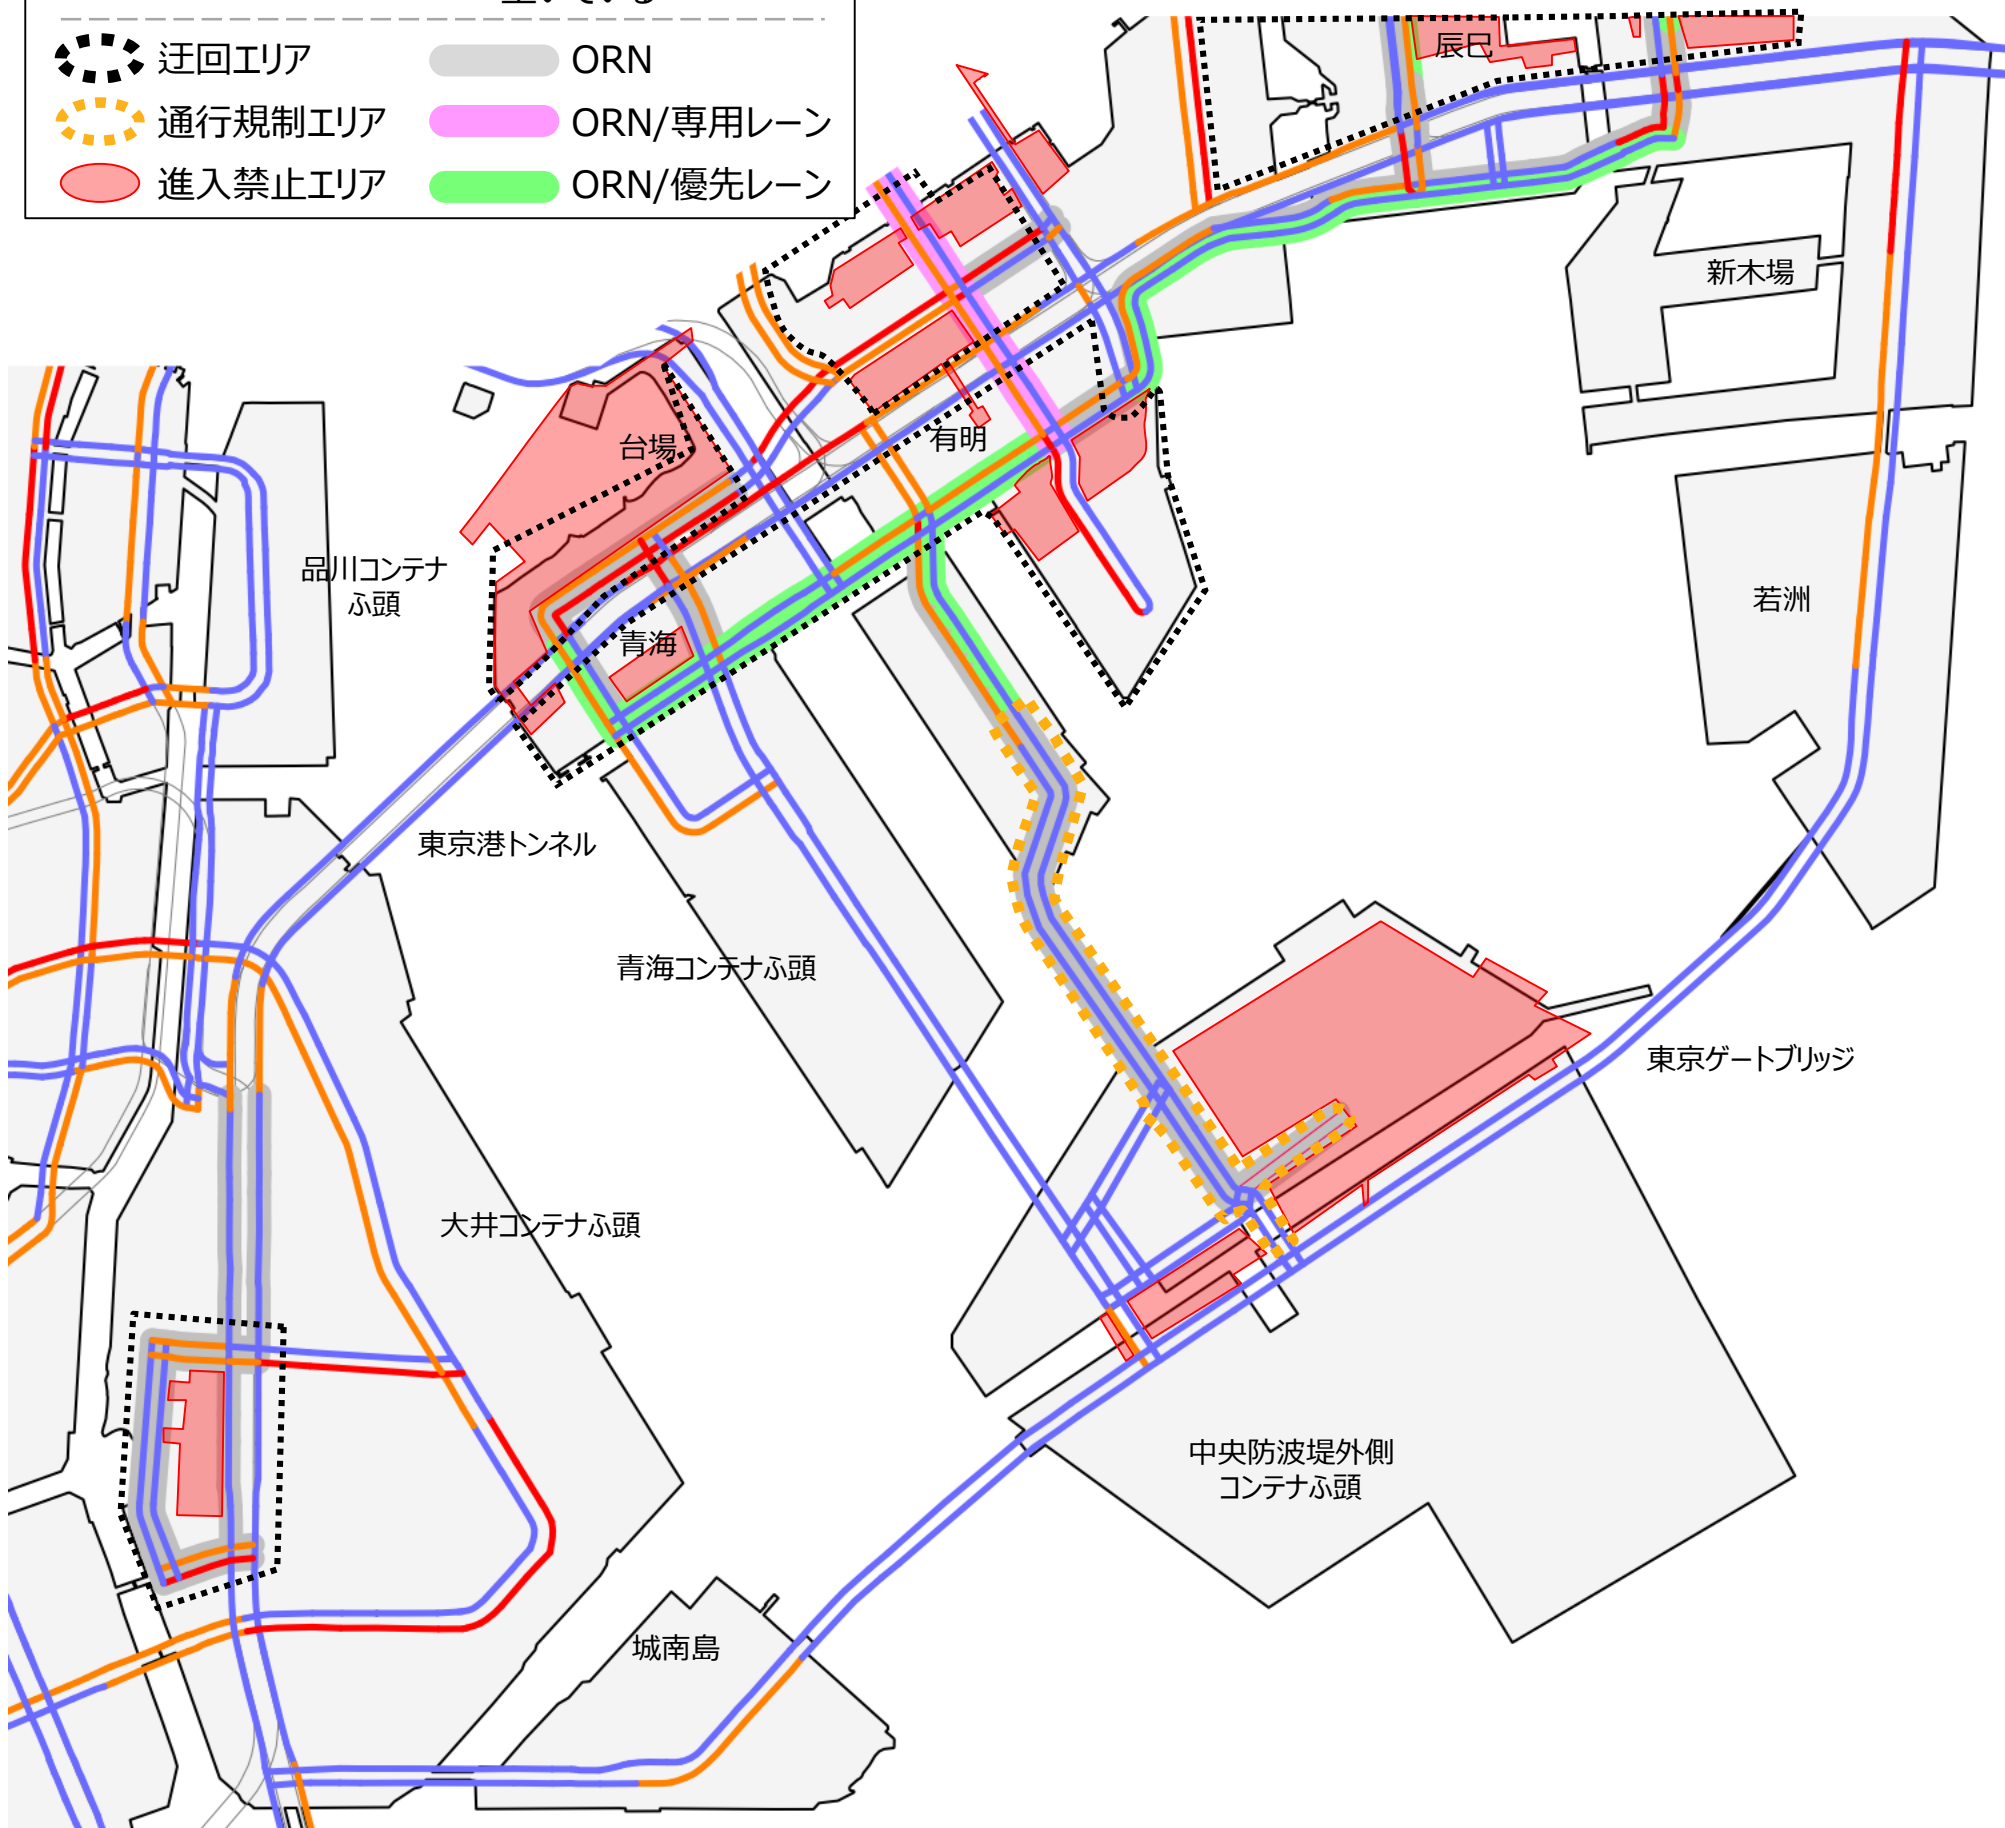 空いている
迂回エリア
ORN
通行規制エリア
ORN/専用レーン
進入禁止エリア
ORN/優先レーン
辰巳
新木場
有明
台場
品川コンテナ
ふ頭
青海
若洲
東京港トンネル
青海コンテナふ頭
東京ゲートブリッジ
大井コンテナふ頭
中央防波堤外側
コンテナふ頭
城南島